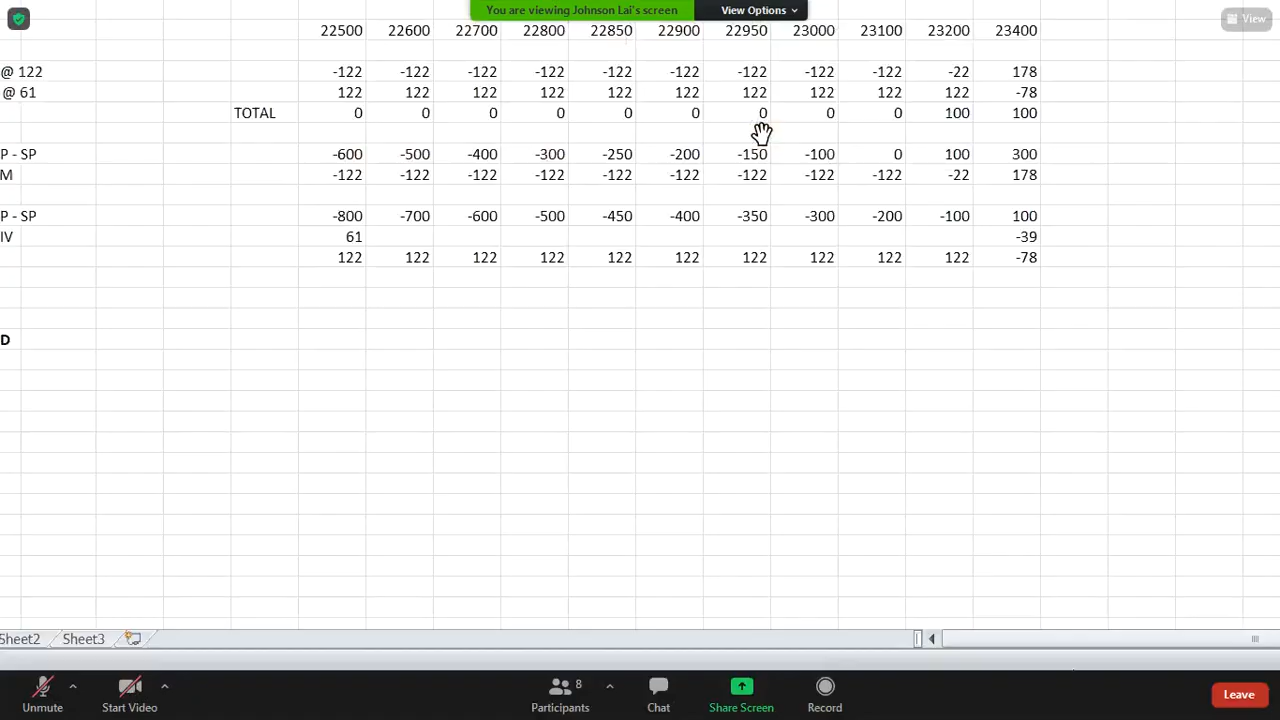 You are viewing Johnson Lai's screen View Options
View
22500 22600 22700 22800 22850 22900 22950 23000 23100 23200 23400
@ 122 -122 -122 -122 -122 -122 -122 -122 -122 -122 -22 178
@ 61 122 122 122 122 122 122 122 122 122 122 -78
TOTAL 0 0 0 0 0 0 0 0 0 100 100
P - SP -600 -500 -400 -300 -250 -200 -150 -100 0 100 300
M -122 -122 -122 -122 -122 -122 -122 -122 -122 -22 178
P - SP -800 -700 -600 -500 -450 -400 -350 -300 -200 -100 100
IV 61 -39
122 122 122 122 122 122 122 122 122 122 -78
D
Sheet2 Sheet3
8
Unmute Start Video Participants Chat Share Screen Record Leave